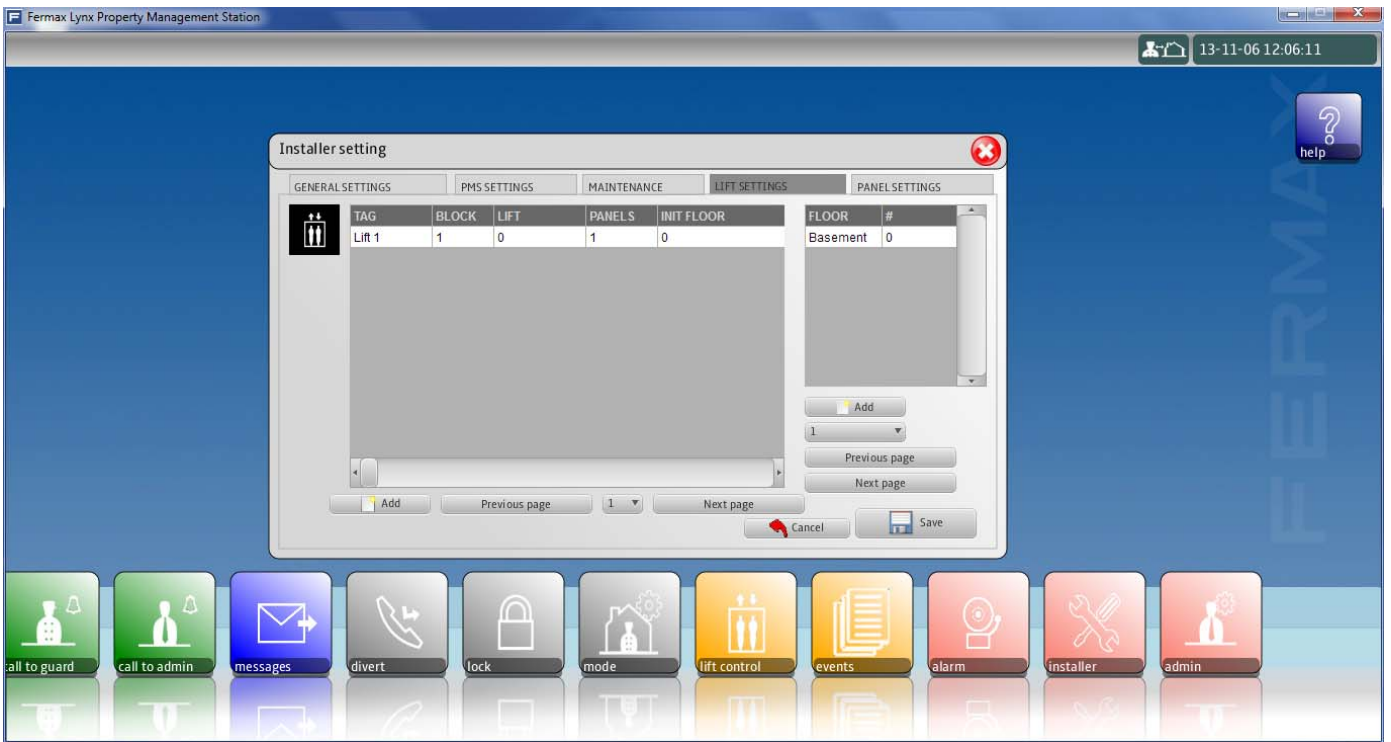 Fermax Lynx Property Management Station
13-11-06 12:06:11
help
Installer setting
GENERAL SETTINGS PMS SETTINGS MAINTENANCE LIFT SETTINGS PANEL SETTINGS
TAG BLOCK LIFT PANELS INIT FLOOR FLOOR #
Lift 1 1 0 1 0 Basement 0
Add
1
Previous page
Next page
Add Previous page 1 Next page
Cancel Save
FERMAX
all to guard call to admin messages divert lock mode lift control events alarm installer admin